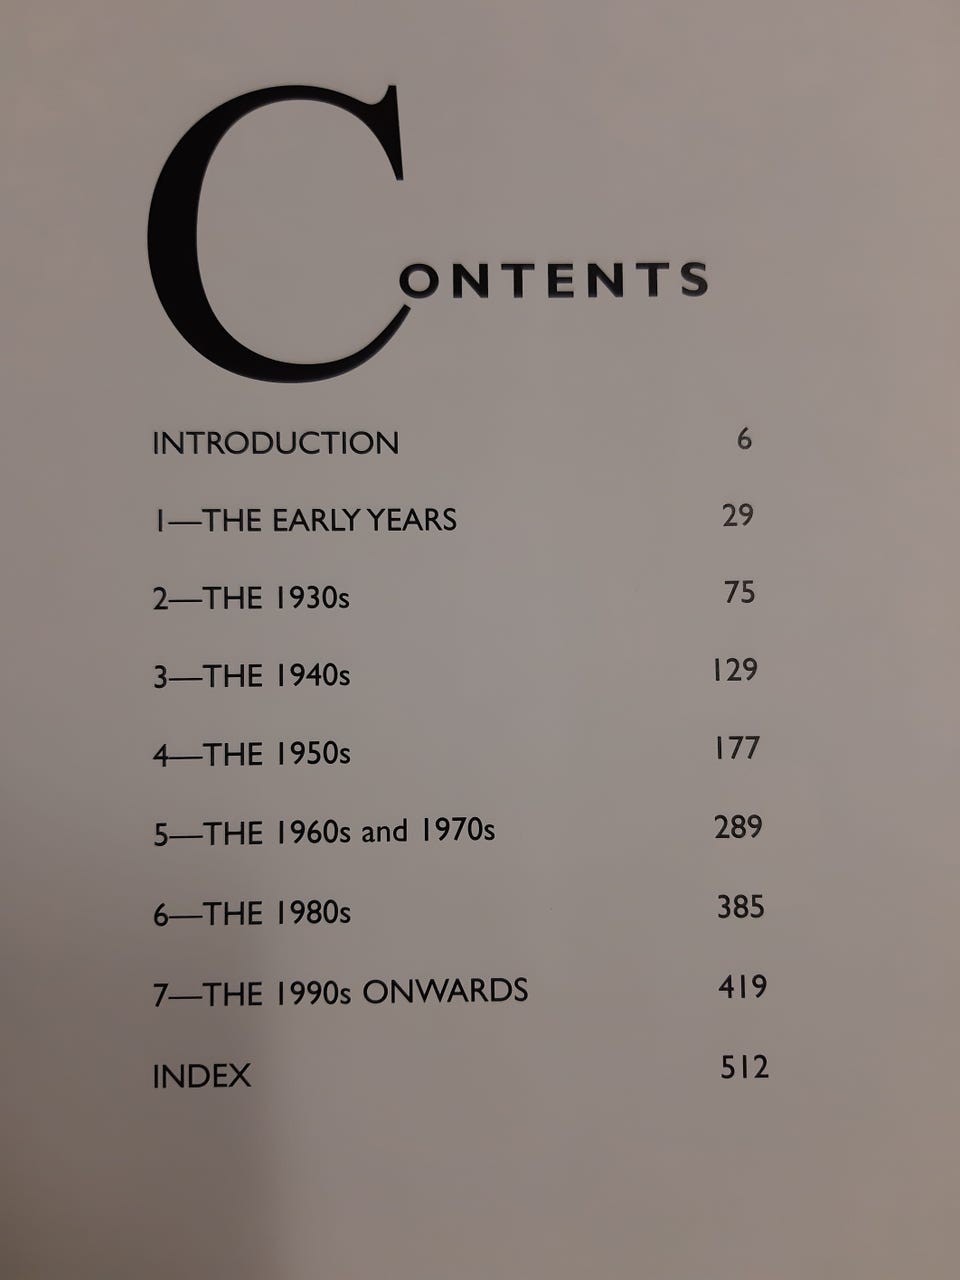 CONTENTS
INTRODUCTION 6
1—THE EARLY YEARS 29
2—THE 1930s 75
3—THE 1940s 129
4—THE 1950s 177
5—THE 1960s and 1970s 289
6—THE 1980s 385
7—THE 1990s ONWARDS 419
INDEX 512